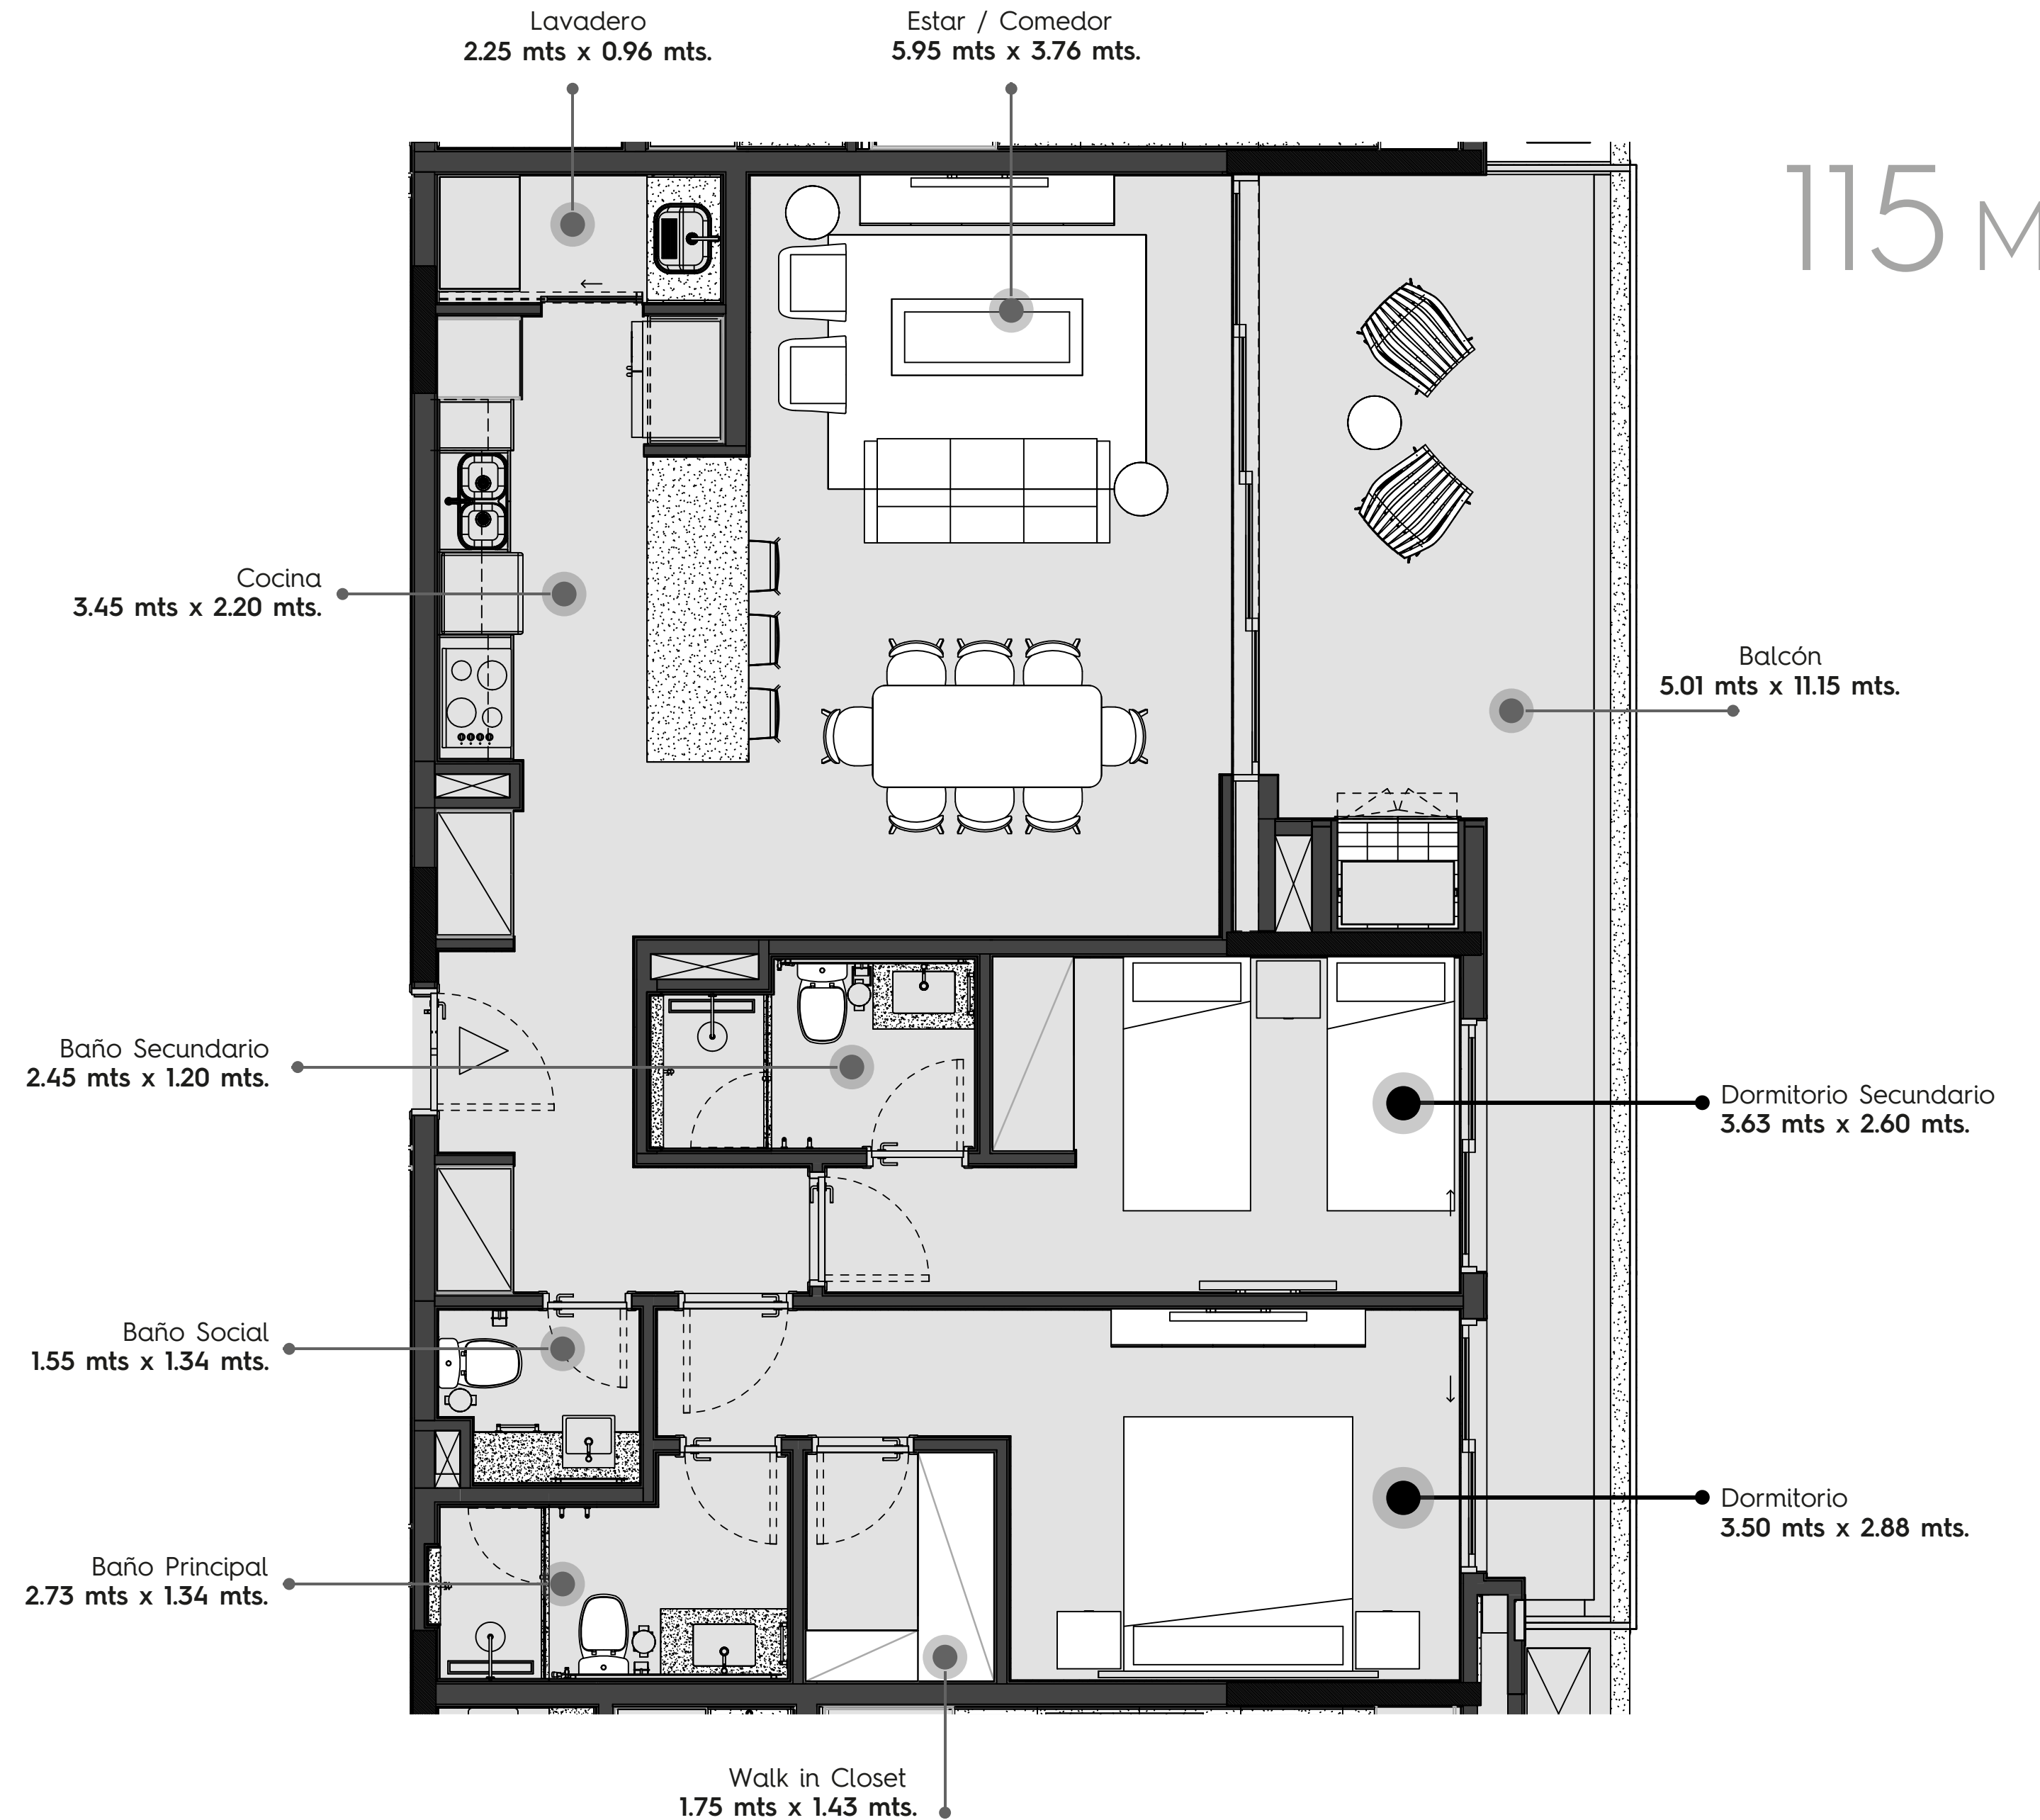 Lavadero
2.25 mts x 0.96 mts.
Estar / Comedor
5.95 mts x 3.76 mts.
115 M
Cocina
3.45 mts x 2.20 mts.
Balcón
5.01 mts x 11.15 mts.
Baño Secundario
2.45 mts x 1.20 mts.
Dormitorio Secundario
3.63 mts x 2.60 mts.
Baño Social
1.55 mts x 1.34 mts.
Dormitorio
3.50 mts x 2.88 mts.
Baño Principal
2.73 mts x 1.34 mts.
Walk in Closet
1.75 mts x 1.43 mts.